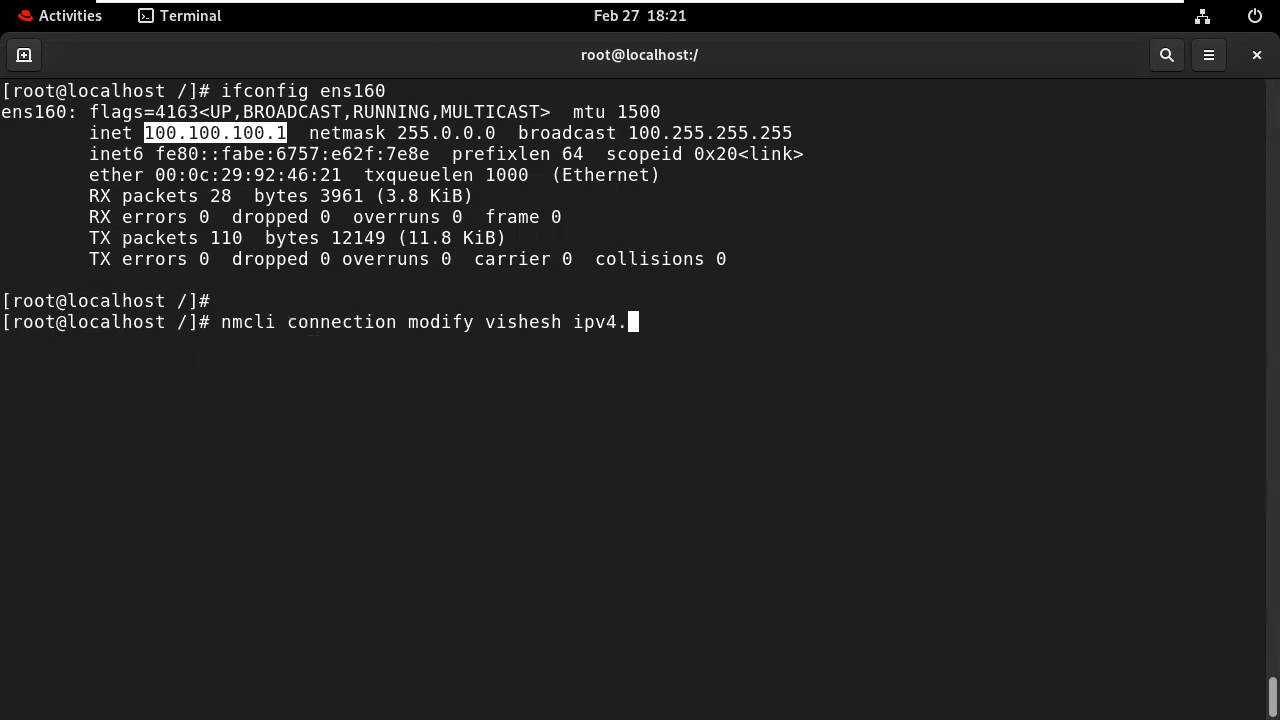 Activities Terminal Feb 27 18:21
root@localhost:/
[root@localhost /]# ifconfig ens160
ens160: flags=4163<UP,BROADCAST,RUNNING,MULTICAST>  mtu 1500
        inet 100.100.100.1  netmask 255.0.0.0  broadcast 100.255.255.255
        inet6 fe80::fabe:6757:e62f:7e8e  prefixlen 64  scopeid 0x20<link>
        ether 00:0c:29:92:46:21  txqueuelen 1000  (Ethernet)
        RX packets 28  bytes 3961 (3.8 KiB)
        RX errors 0  dropped 0  overruns 0  frame 0
        TX packets 110  bytes 12149 (11.8 KiB)
        TX errors 0  dropped 0 overruns 0  carrier 0  collisions 0
[root@localhost /]#
[root@localhost /]# nmcli connection modify vishesh ipv4.